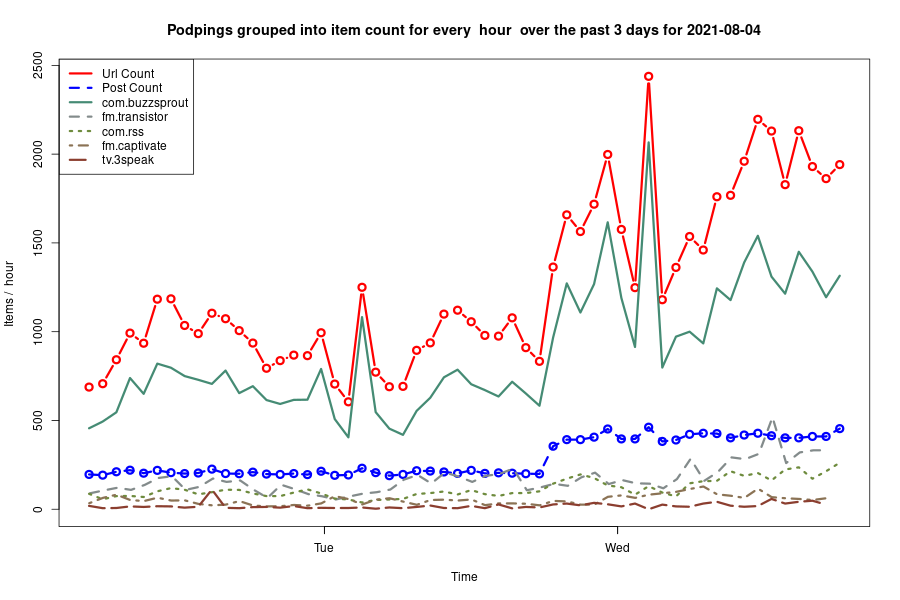 Podpings grouped into item count for every  hour  over the past 3 days for 2021-08-04
Url Count
Post Count
com.buzzsprout
fm.transistor
com.rss
fm.captivate
tv.3speak
Items /  hour
2500
2000
1500
1000
500
0
Tue
Wed
Time